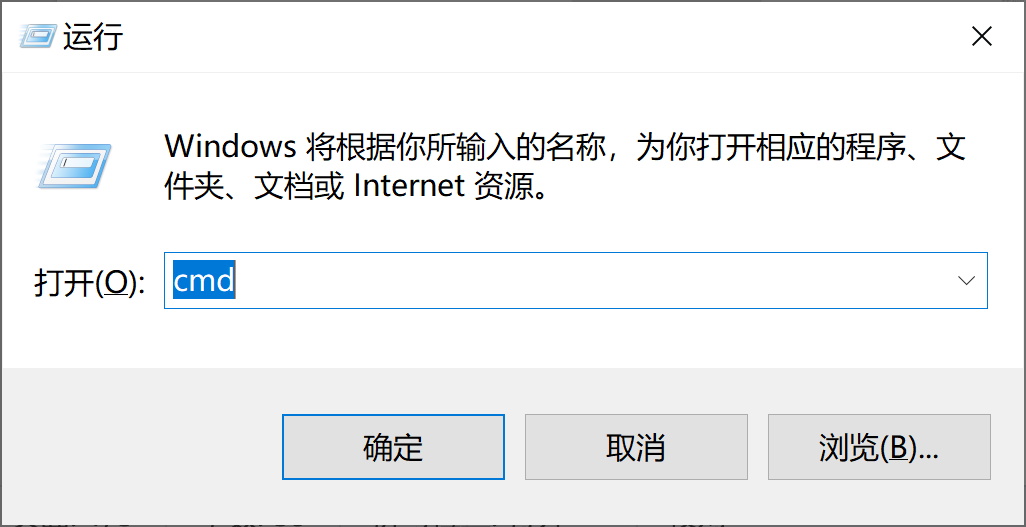 运行
Windows 将根据你所输入的名称，为你打开相应的程序、文
件夹、文档或 Internet 资源。
打开(O):
cmd
确定
取消
浏览(B)...